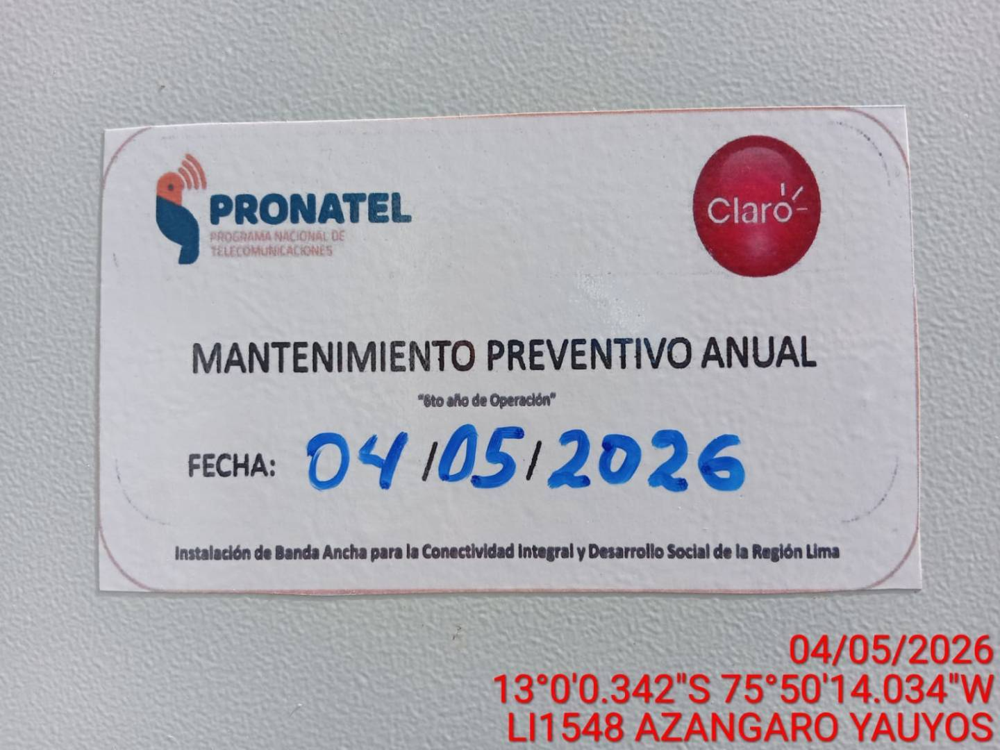 PRONATEL
PROGRAMA NACIONAL DE
TELECOMUNICACIONES
Claro
MANTENIMIENTO PREVENTIVO ANUAL
"6to año de Operación"
FECHA: 04/05/2026
Instalación de Banda Ancha para la Conectividad Integral y Desarrollo Social de la Región Lima
04/05/2026
13°0'0.342"S 75°50'14.034"W
LI1548 AZANGARO YAUYOS